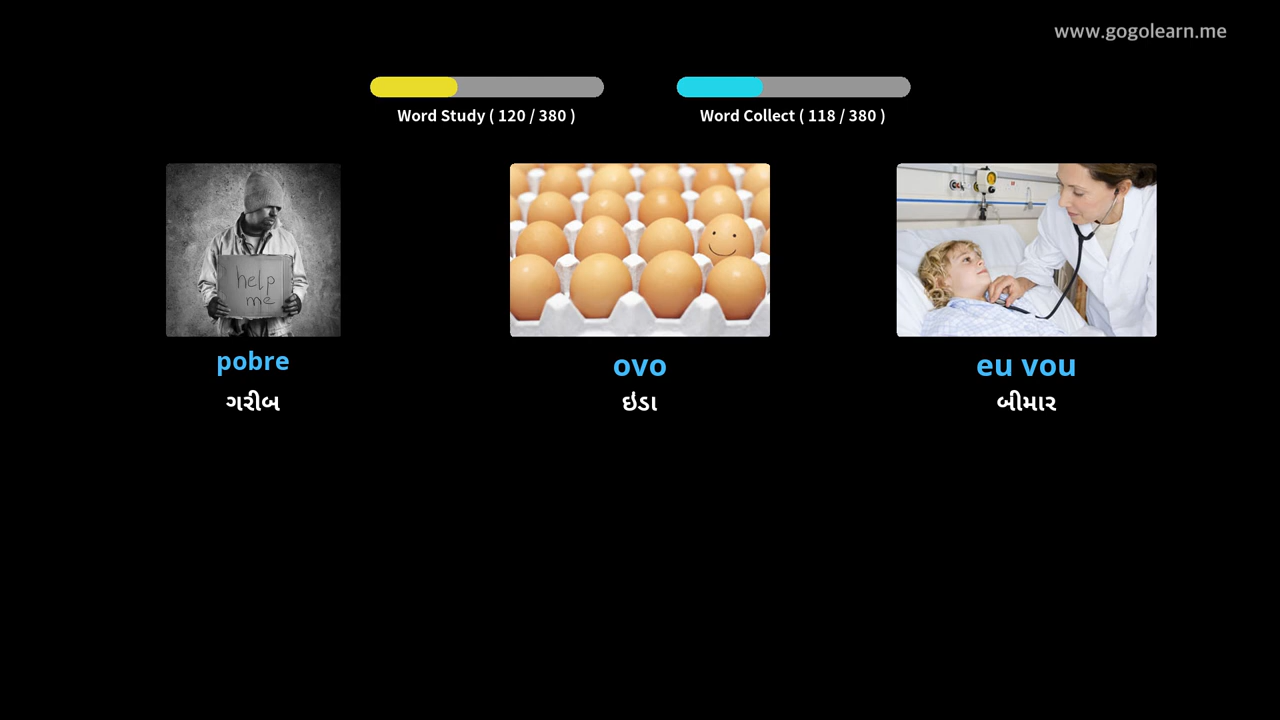 www.gogolearn.me
Word Study ( 120 / 380 )
Word Collect ( 118 / 380 )
help
me
pobre
ovo
eu vou
ગરીબ
ઇંડા
બીમાર